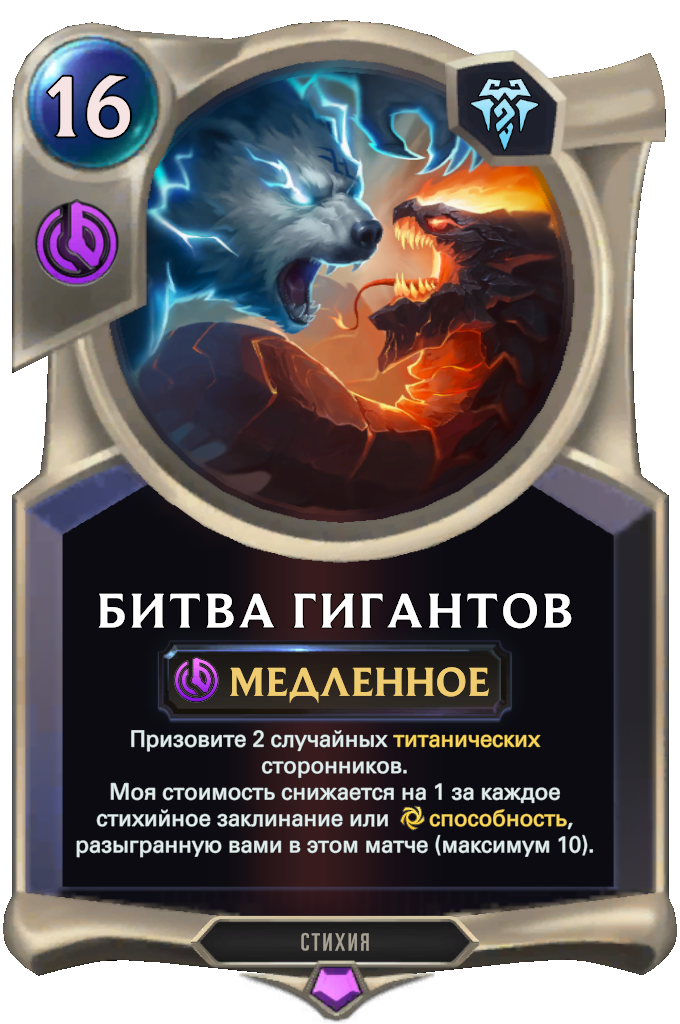 16
БИТВА ГИГАНТОВ
МЕДЛЕННОЕ
Призовите 2 случайных титанических
сторонников.
Моя стоимость снижается на 1 за каждое
стихийное заклинание или способность,
разыгранную вами в этом матче (максимум 10).
СТИХИЯ